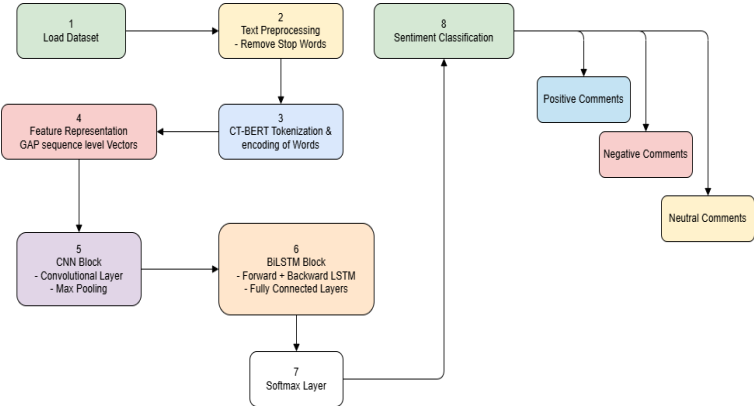 1
Load Dataset
2
Text Preprocessing
- Remove Stop Words
3
CT-BERT Tokenization &
encoding of Words
4
Feature Representation
GAP sequence level Vectors
5
CNN Block
- Convolutional Layer
- Max Pooling
6
BiLSTM Block
- Forward + Backward LSTM
- Fully Connected Layers
7
Softmax Layer
8
Sentiment Classification
Positive Comments
Negative Comments
Neutral Comments